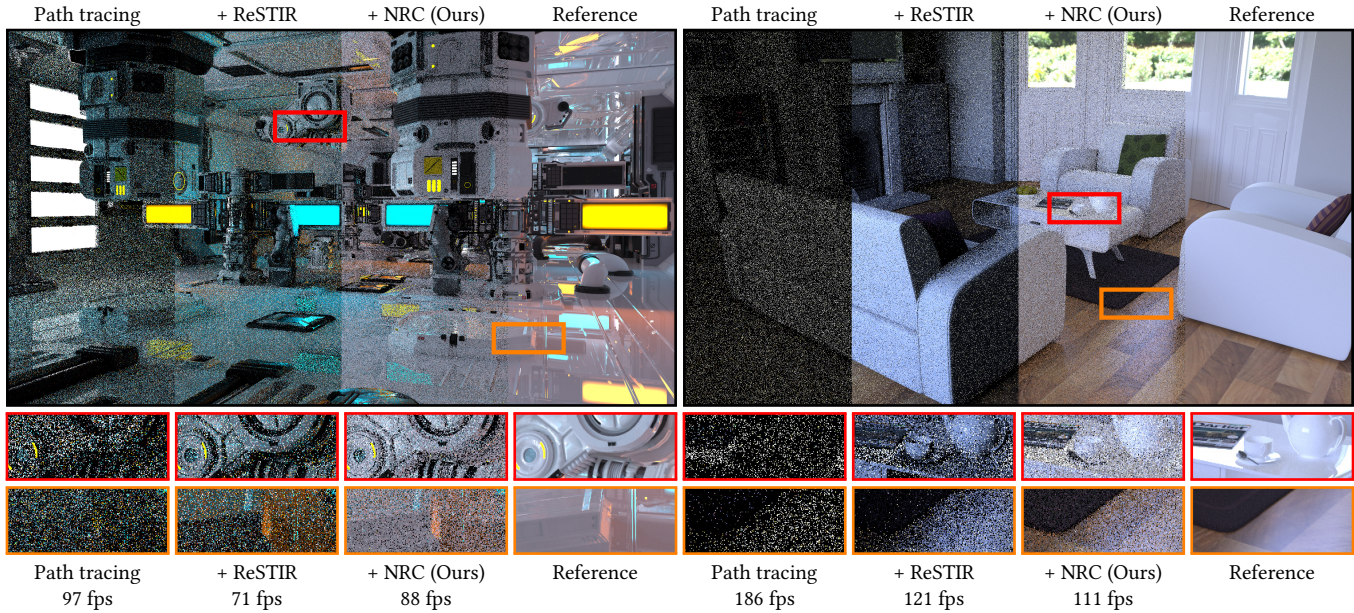 Path tracing + ReSTIR + NRC (Ours) Reference Path tracing + ReSTIR + NRC (Ours) Reference
Path tracing + ReSTIR + NRC (Ours) Reference Path tracing + ReSTIR + NRC (Ours) Reference
97 fps 71 fps 88 fps 186 fps 121 fps 111 fps